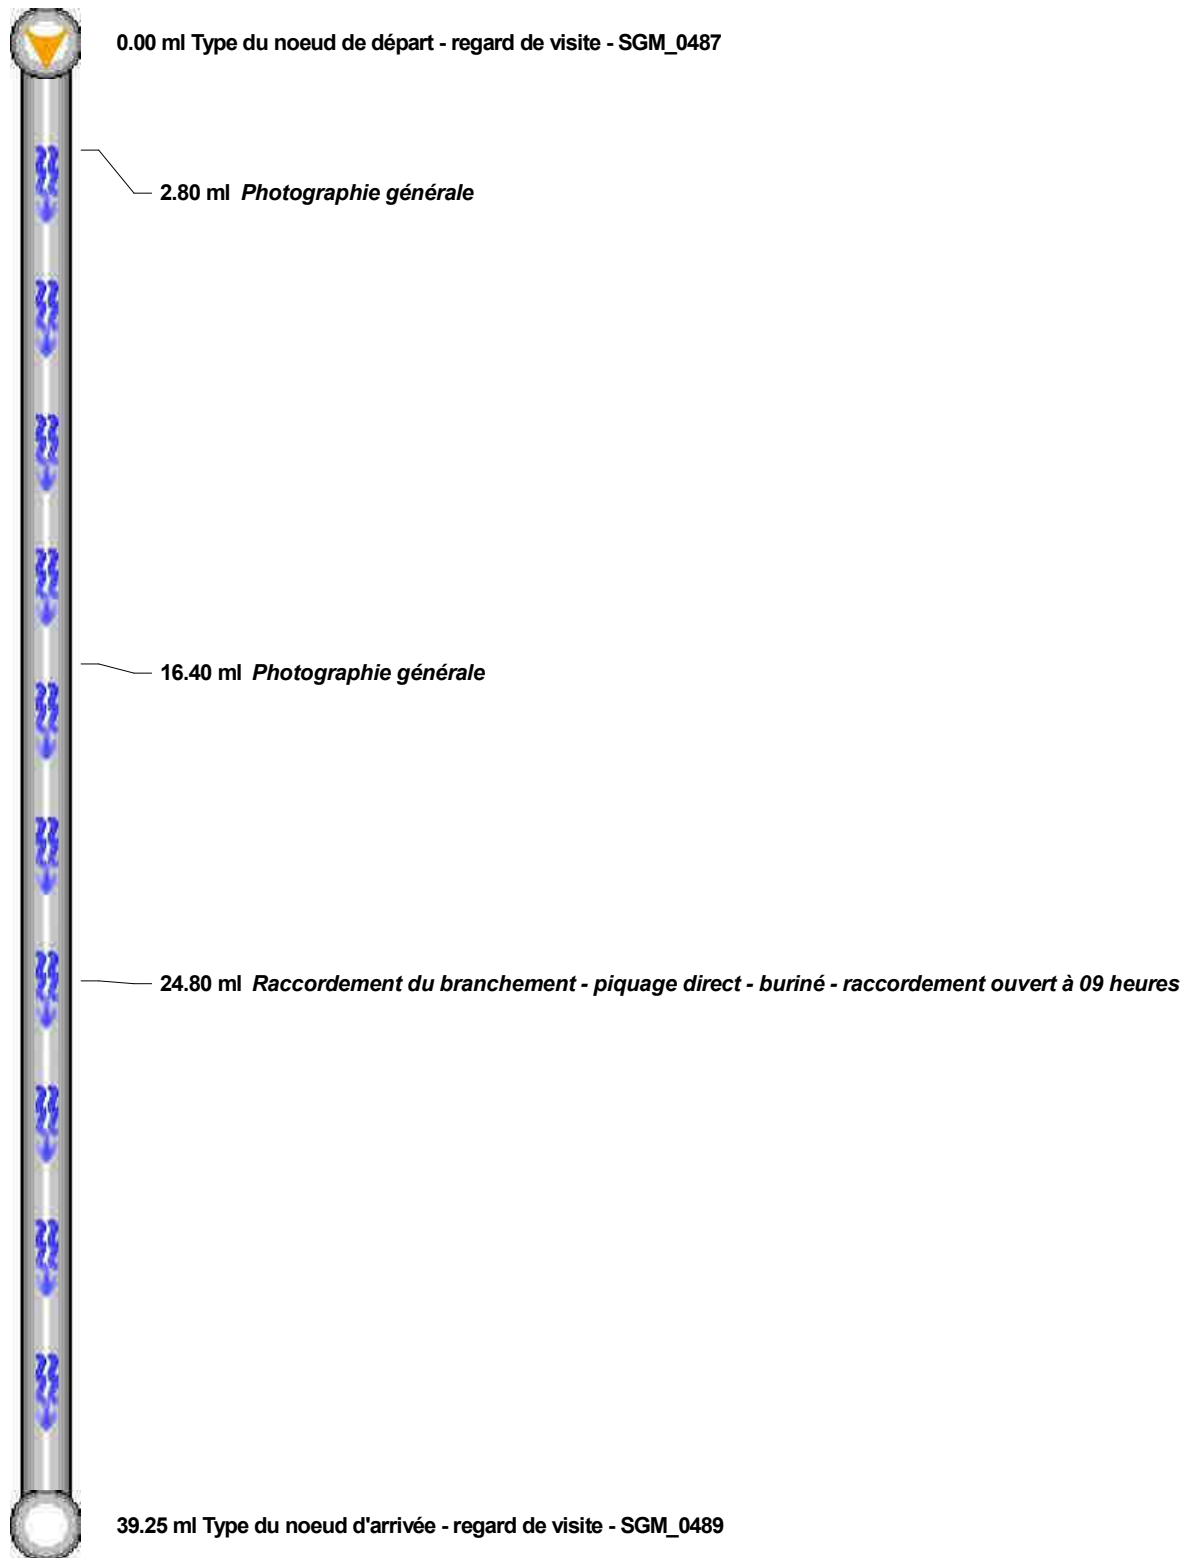 0.00 ml Type du noeud de départ - regard de visite - SGM_0487
2.80 ml Photographie générale
16.40 ml Photographie générale
24.80 ml Raccordement du branchement - piquage direct - buriné - raccordement ouvert à 09 heures
39.25 ml Type du noeud d'arrivée - regard de visite - SGM_0489